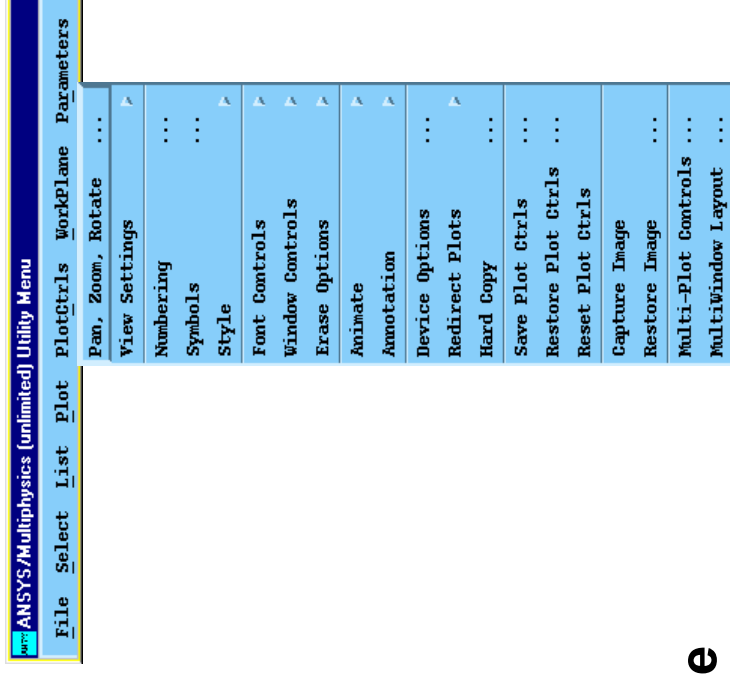 ANSYS/Multiphysics (unlimited) Utility Menu
File Select List Plot PlotCtrls WorkPlane Parameters
Pan, Zoom, Rotate ...
View Settings
Numbering ...
Symbols ...
Style
Font Controls
Window Controls
Erase Options
Animate
Annotation
Device Options ...
Redirect Plots
Hard Copy ...
Save Plot Ctrls ...
Restore Plot Ctrls ...
Reset Plot Ctrls
Capture Image
Restore Image ...
Multi-Plot Controls ...
MultiWindow Layout ...
e